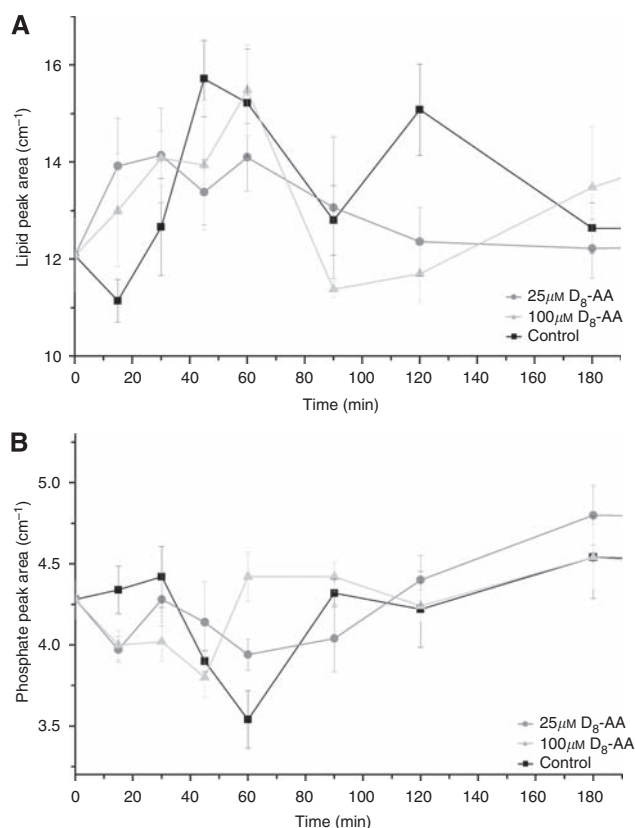 A
Lipid peak area (cm⁻¹)
16
14
12
10
0 20 40 60 80 100 120 140 160 180
Time (min)
25μM D₈-AA
100μM D₈-AA
Control
B
Phosphate peak area (cm⁻¹)
5.0
4.5
4.0
3.5
0 20 40 60 80 100 120 140 160 180
Time (min)
25μM D₈-AA
100μM D₈-AA
Control